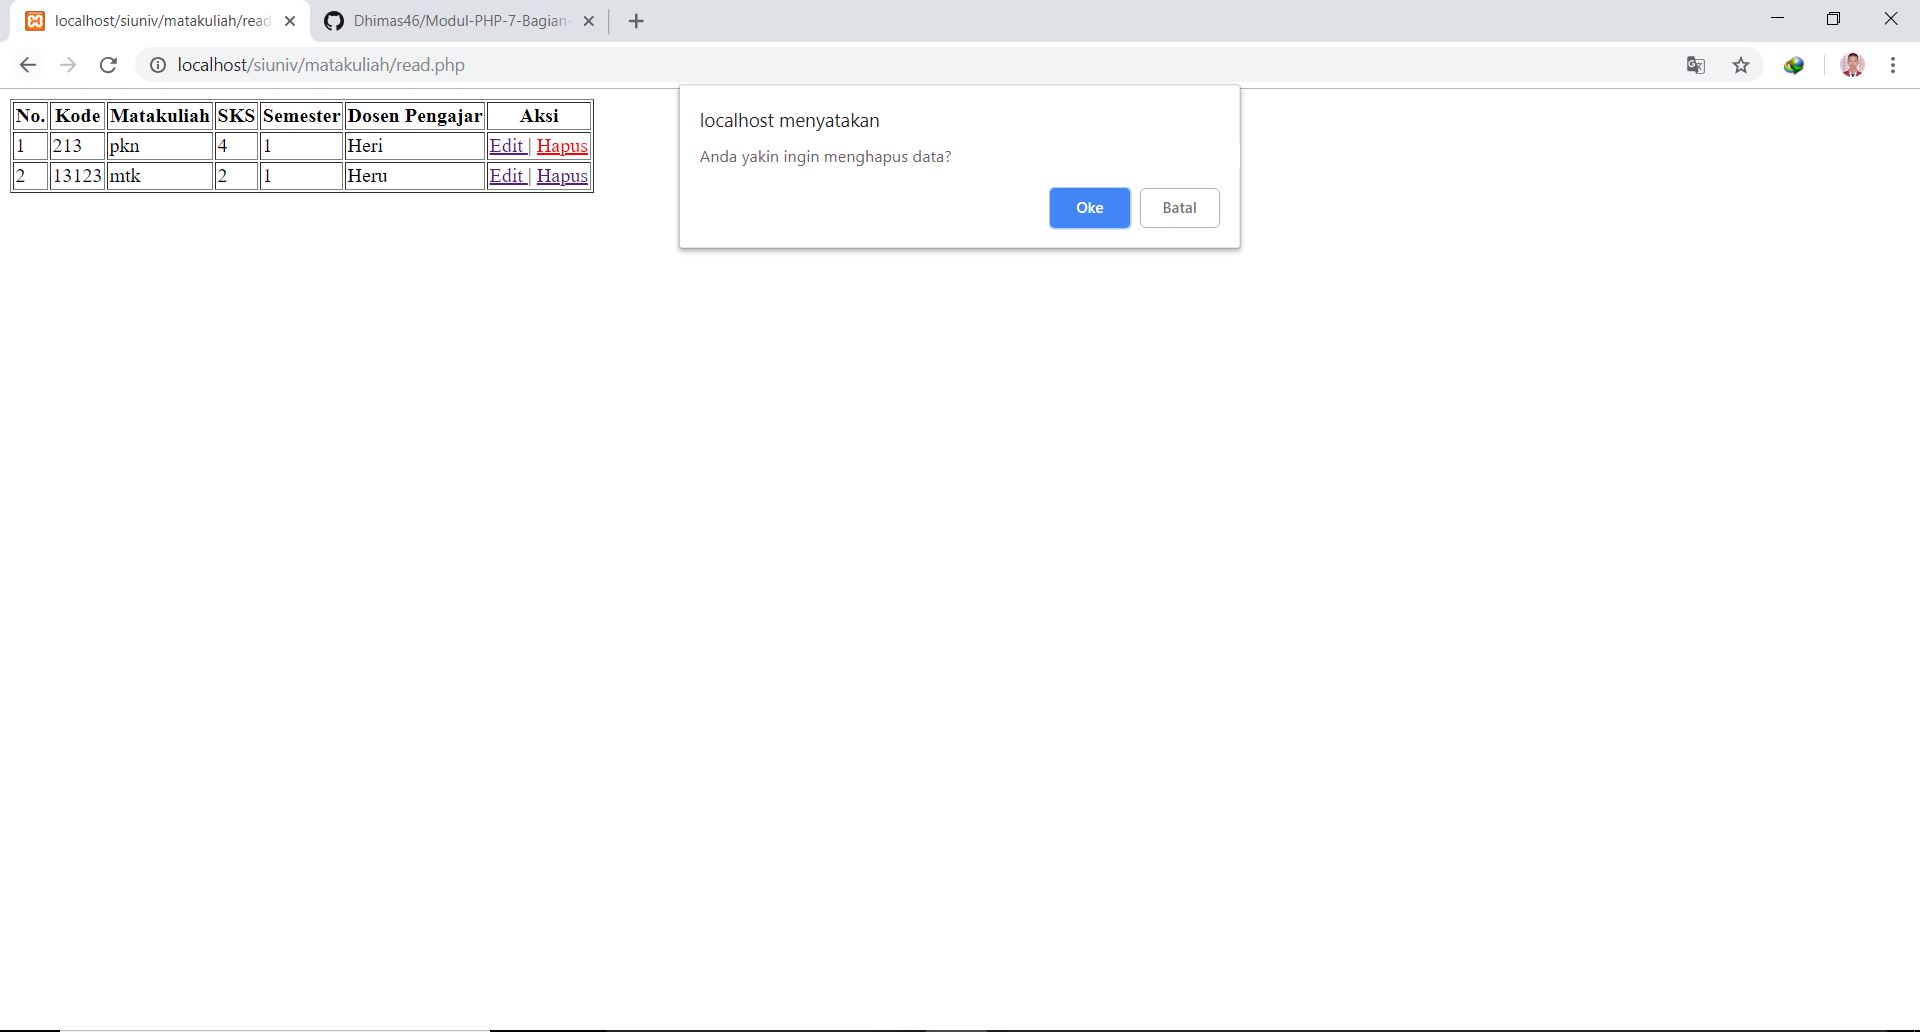 localhost/siuniv/matakuliah/read
Dhimas46/Modul-PHP-7-Bagian-
localhost/siuniv/matakuliah/read.php
localhost menyatakan
Anda yakin ingin menghapus data?
Oke Batal
No. Kode Matakuliah SKS Semester Dosen Pengajar Aksi
1 213 pkn 4 1 Heri Edit | Hapus
2 13123 mtk 2 1 Heru Edit | Hapus